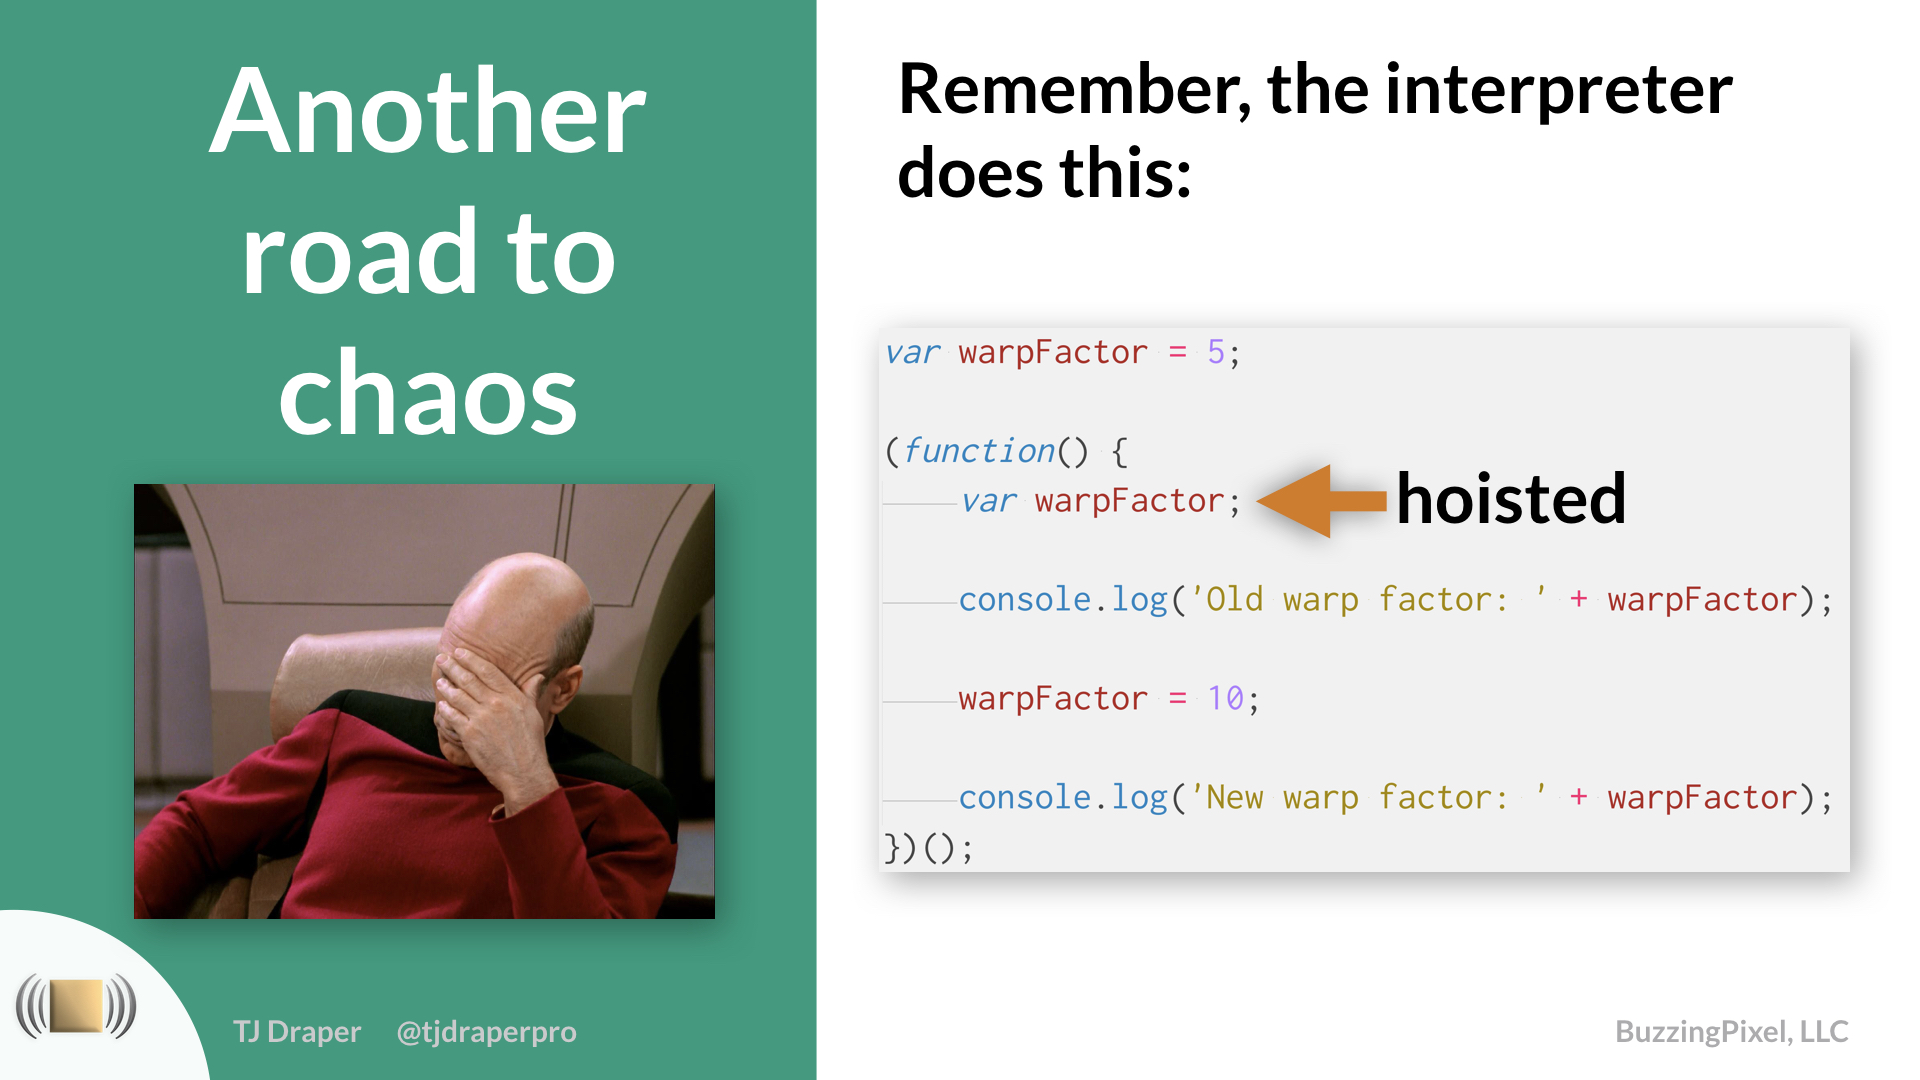 Another
road to
chaos
Remember, the interpreter
does this:
var warpFactor = 5;
(function() {
var warpFactor;
hoisted
console.log('Old warp factor: ' + warpFactor);
warpFactor = 10;
console.log('New warp factor: ' + warpFactor);
})();
TJ Draper @tjdraperpro
BuzzingPixel, LLC